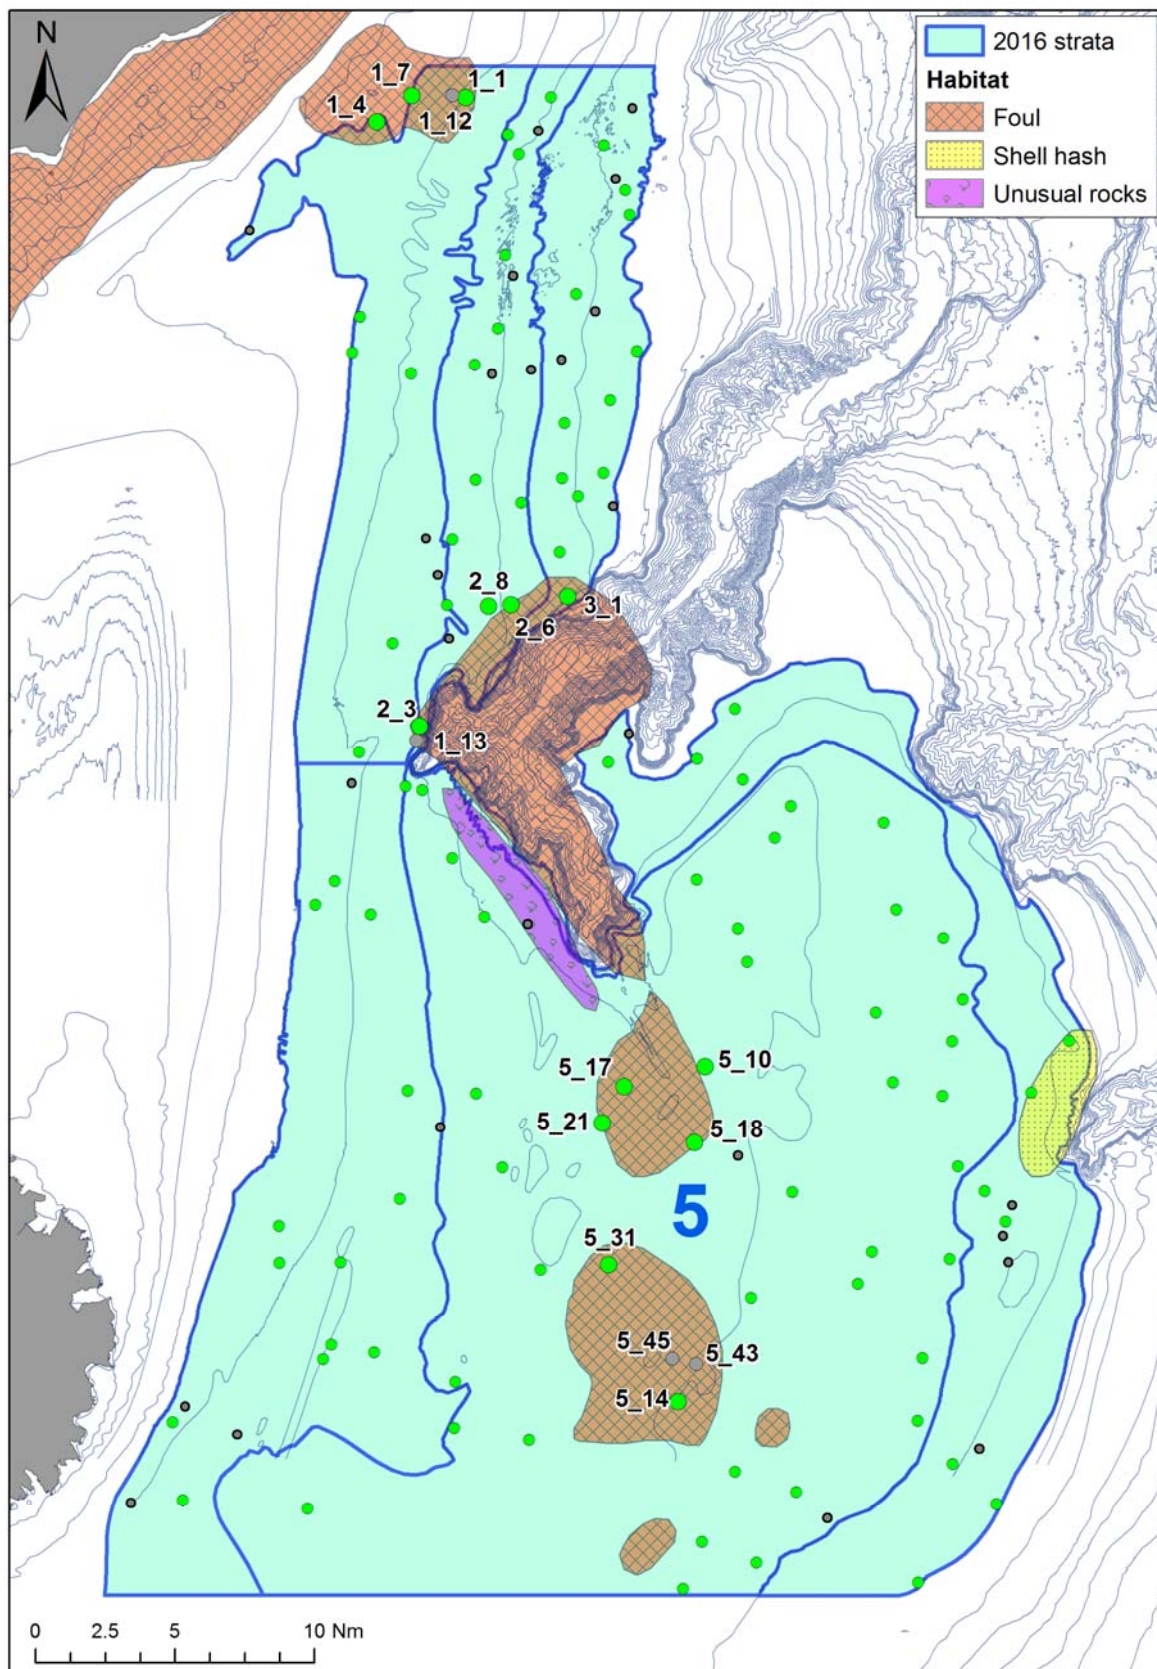 N
2016 strata
Habitat
Foul
Shell hash
Unusual rocks
1_7
1_1
1_4
1_12
2_8
3_1
2_6
2_3
1_13
5_17
5_10
5_21
5_18
5
5_31
5_45
5_43
5_14
0 2.5 5 10 Nm